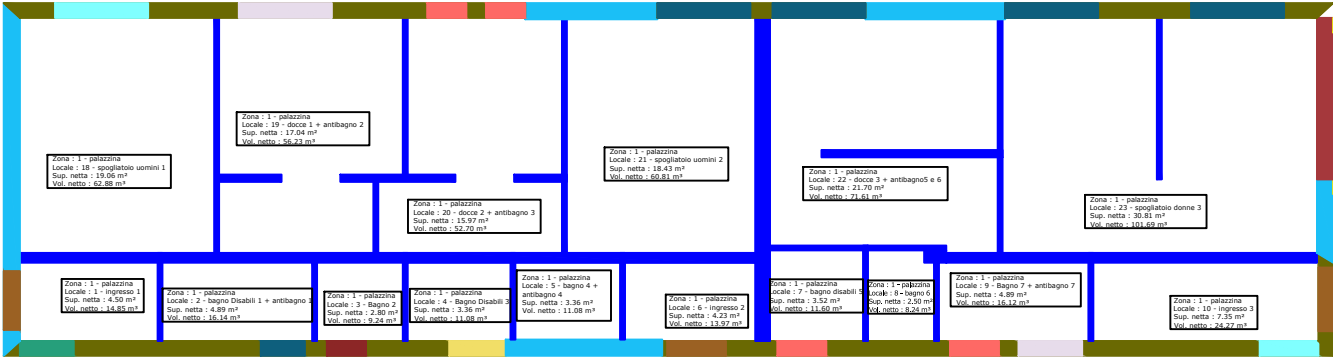 Zona : 1 - palazzina
Locale : 19 - docce 1 + antibagno 2
Sup. netta : 17.04 m²
Vol. netto : 56.23 m³
Zona : 1 - palazzina
Locale : 18 - spogliatoio uomini 1
Sup. netta : 19.06 m²
Vol. netto : 62.88 m³
Zona : 1 - palazzina
Locale : 21 - spogliatoio uomini 2
Sup. netta : 18.43 m²
Vol. netto : 60.81 m³
Zona : 1 - palazzina
Locale : 22 - docce 3 + antibagno5 e 6
Sup. netta : 21.70 m²
Vol. netto : 71.61 m³
Zona : 1 - palazzina
Locale : 20 - docce 2 + antibagno 3
Sup. netta : 15.97 m²
Vol. netto : 52.70 m³
Zona : 1 - palazzina
Locale : 23 - spogliatoio donne 3
Sup. netta : 30.81 m²
Vol. netto : 101.69 m³
Zona : 1 - palazzina
Locale : 1 - ingresso 1
Sup. netta : 4.50 m²
Vol. netto : 14.85 m³
Zona : 1 - palazzina
Locale : 2 - bagno Disabili 1 + antibagno 1
Sup. netta : 4.89 m²
Vol. netto : 16.14 m³
Zona : 1 - palazzina
Locale : 3 - Bagno 2
Sup. netta : 2.80 m²
Vol. netto : 9.24 m³
Zona : 1 - palazzina
Locale : 4 - Bagno Disabili 3
Sup. netta : 3.36 m²
Vol. netto : 11.08 m³
Zona : 1 - palazzina
Locale : 5 - bagno 4 +
antibagno 4
Sup. netta : 3.36 m²
Vol. netto : 11.08 m³
Zona : 1 - palazzina
Locale : 6 - ingresso 2
Sup. netta : 4.23 m²
Vol. netto : 13.97 m³
Zona : 1 - palazzina
Locale : 7 - bagno disabili 5
Sup. netta : 3.52 m²
Vol. netto : 11.60 m³
Zona : 1 - palazzina
Locale : 8 - bagno 6
Sup. netta : 2.50 m²
Vol. netto : 8.24 m³
Zona : 1 - palazzina
Locale : 9 - Bagno 7 + antibagno 7
Sup. netta : 4.89 m²
Vol. netto : 16.12 m³
Zona : 1 - palazzina
Locale : 10 - ingresso 3
Sup. netta : 7.35 m²
Vol. netto : 24.27 m³